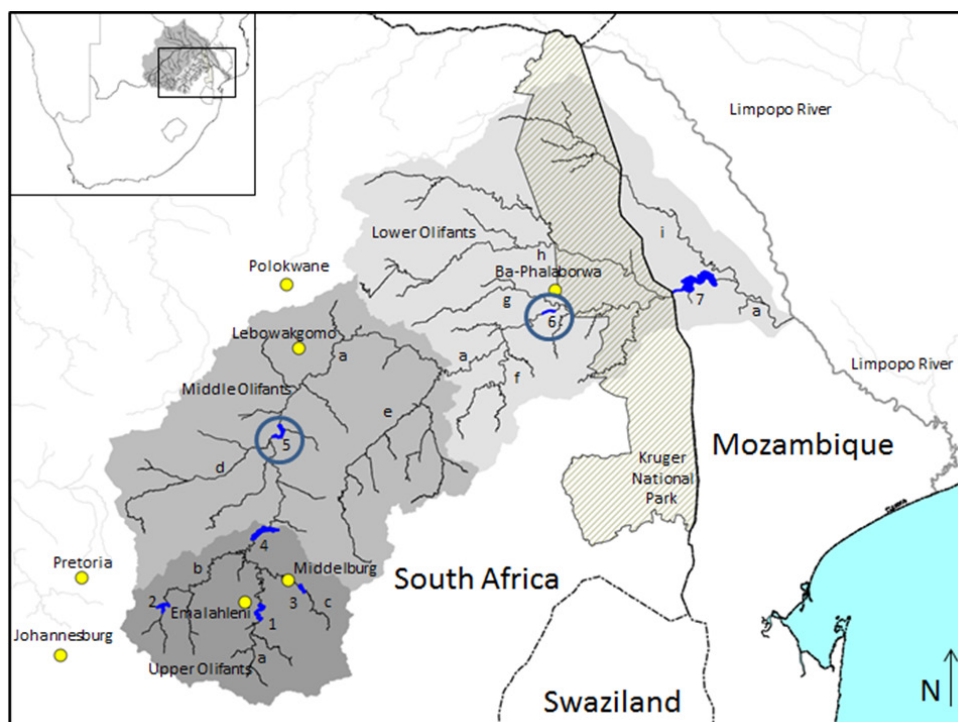 Limpopo River
i
Lower Olifants
h
Polokwane
Ba-Phalaborwa
g
7
6
a
Lebowakgomo
a
a
f
Limpopo River
Middle Olifants
e
5
Mozambique
d
Kruger
National
Park
4
b
Middelburg
South Africa
Pretoria
2
Emalahleni
3
c
1
Johannesburg
a
Upper Olifants
N
Swaziland